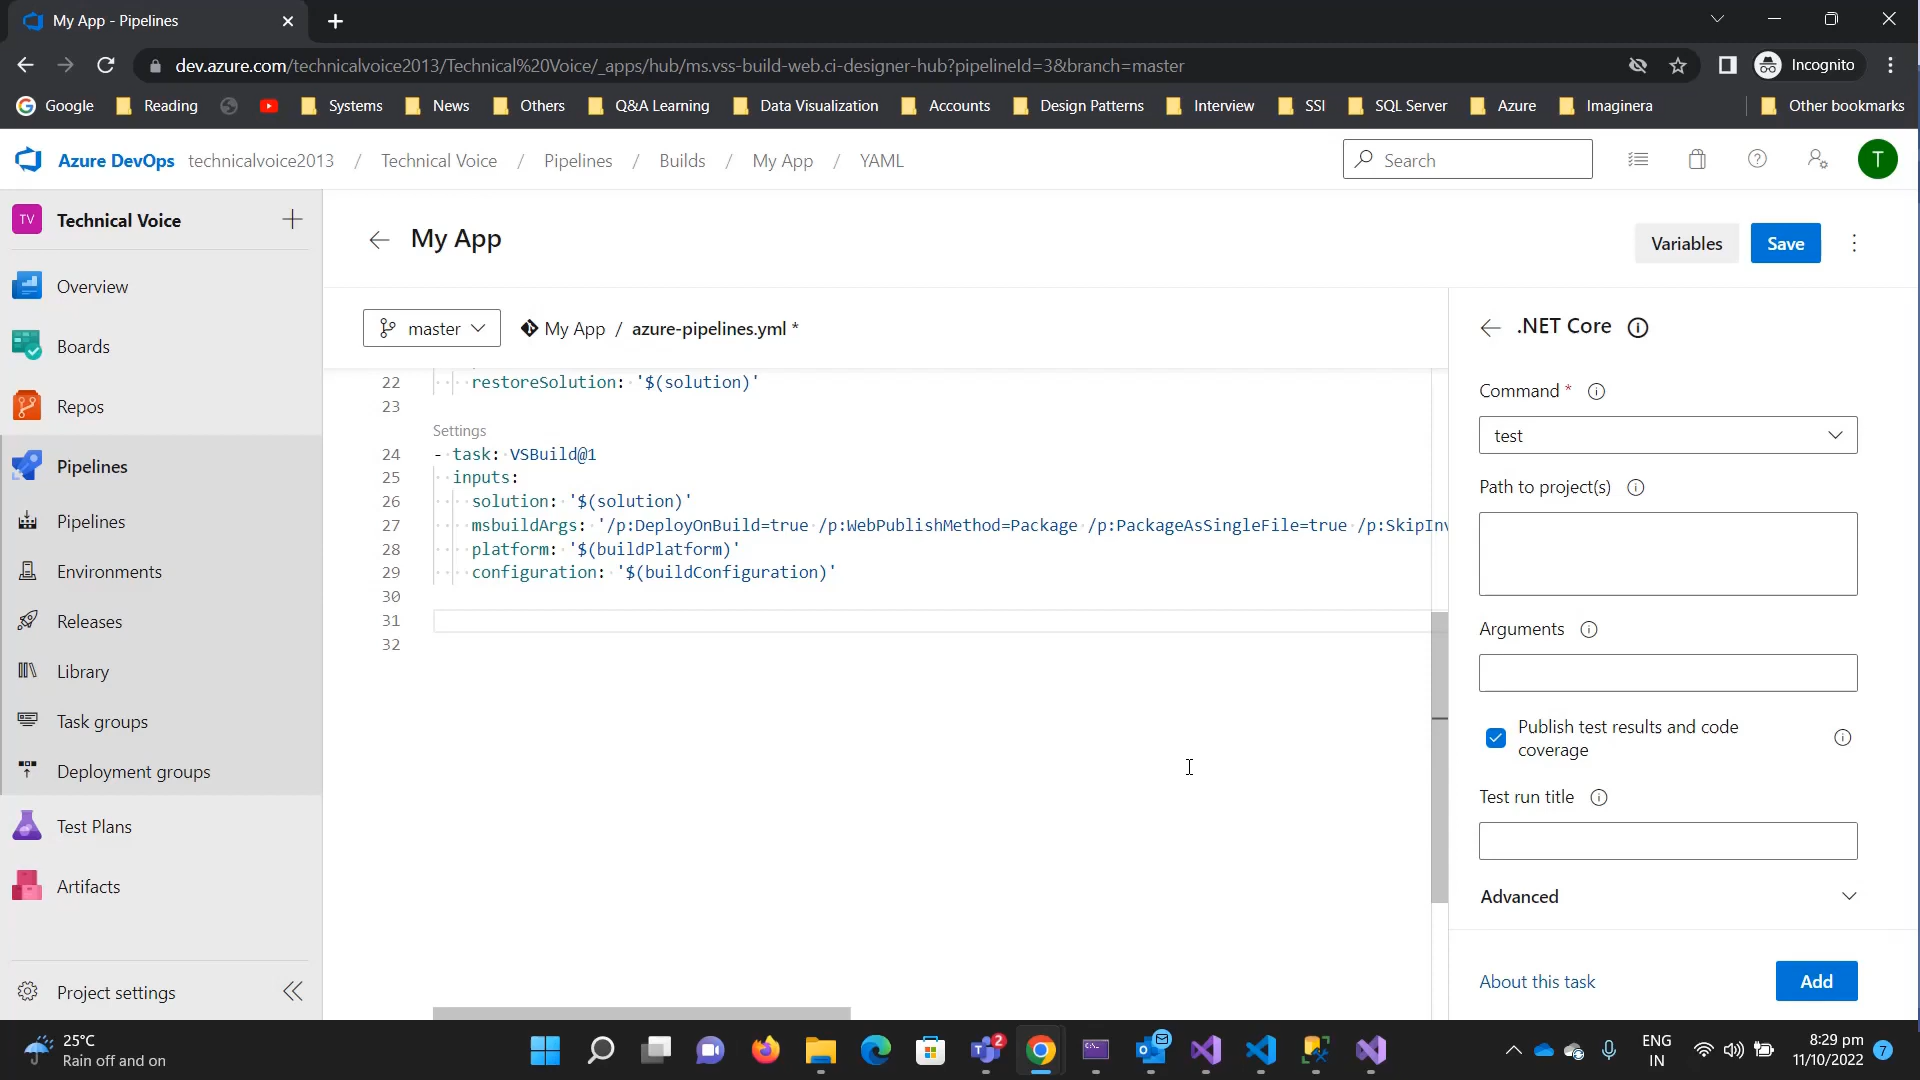 My App - Pipelines
dev.azure.com/technicalvoice2013/Technical%20Voice/_apps/hub/ms.vss-build-web.ci-designer-hub?pipelineId=3&branch=master
Incognito
Google Reading Systems News Others Q&A Learning Data Visualization Accounts Design Patterns Interview SSI SQL Server Azure Imaginera Other bookmarks
Azure DevOps technicalvoice2013 / Technical Voice / Pipelines / Builds / My App / YAML
Search
T
TV Technical Voice
Overview
Boards
Repos
Pipelines
Pipelines
Environments
Releases
Library
Task groups
Deployment groups
Test Plans
Artifacts
Project settings
My App
Variables
Save
master
My App / azure-pipelines.yml *
22 restoreSolution: '$(solution)'
23
Settings
24 - task: VSBuild@1
25 inputs:
26 solution: '$(solution)'
27 msbuildArgs: '/p:DeployOnBuild=true /p:WebPublishMethod=Package /p:PackageAsSingleFile=true /p:SkipInv
28 platform: '$(buildPlatform)'
29 configuration: '$(buildConfiguration)'
30
31
32
.NET Core
Command *
test
Path to project(s)
Arguments
Publish test results and code
coverage
Test run title
Advanced
About this task
Add
25°C
Rain off and on
2
ENG
IN
8:29 pm
11/10/2022
7